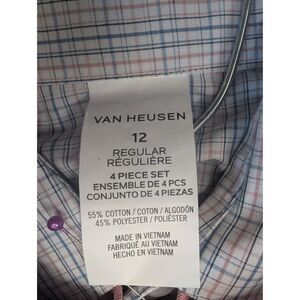 VAN HEUSEN
12
REGULAR
RÉGULIÈRE
4 PIECE SET
ENSEMBLE DE 4 PCS
CONJUNTO DE 4 PIEZAS
55% COTTON / COTON / ALGODÓN
45% POLYESTER / POLIÉSTER
MADE IN VIETNAM
FABRIQUÉ AU VIETNAM
HECHO EN VIETNAM